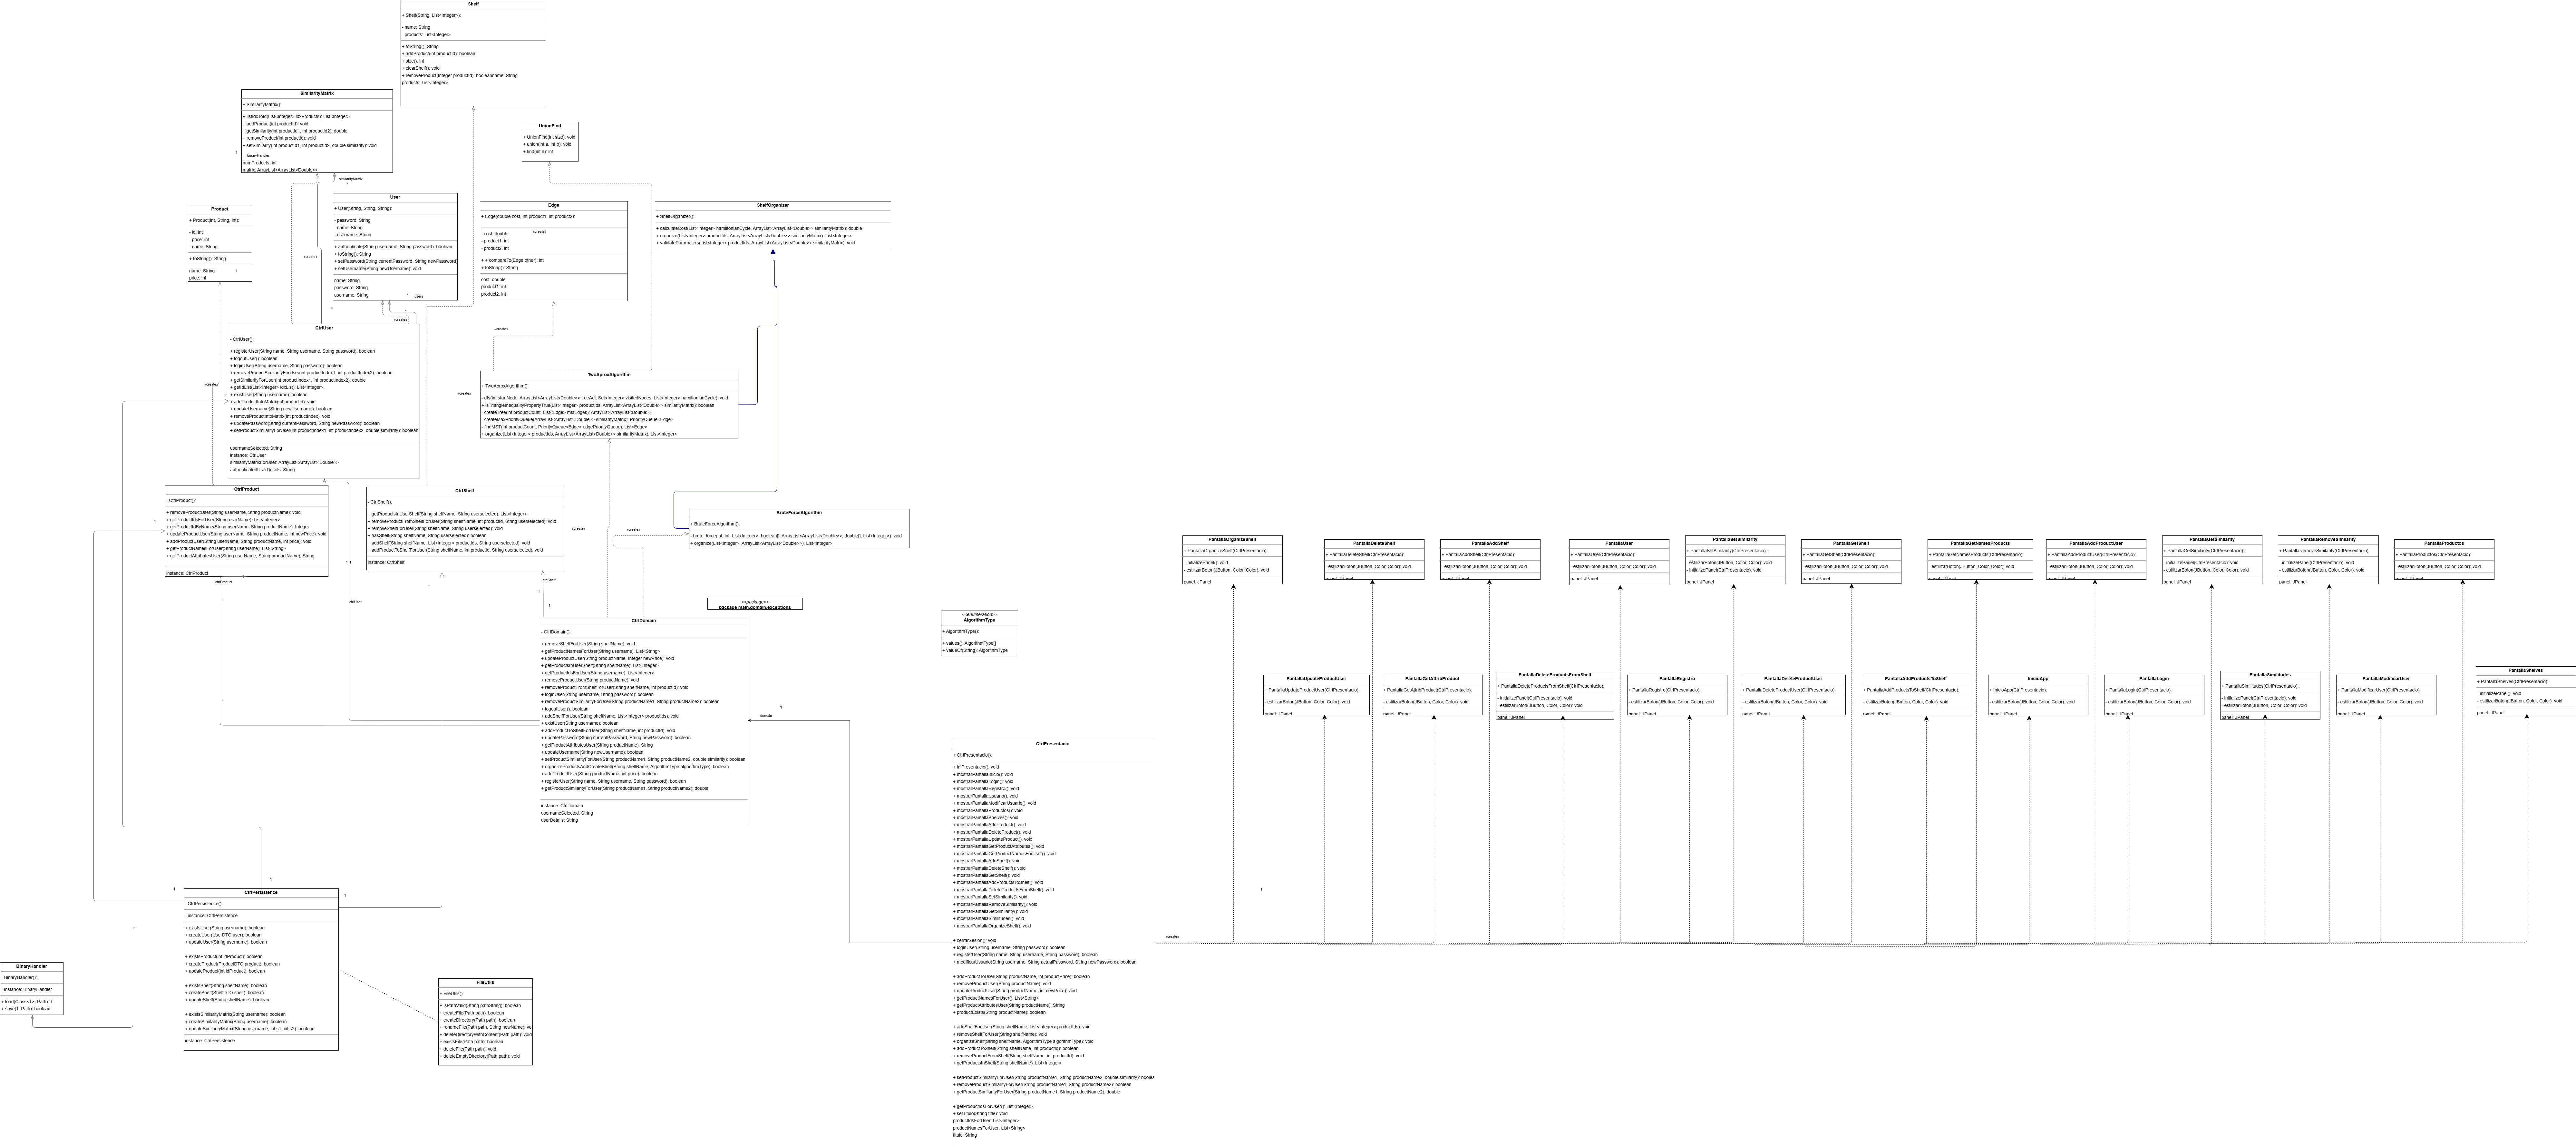 Shelf
+ Shelf(String, List<Integer>):
- name: String
- products: List<Integer>
+ toString(): String
+ addProduct(int productId): boolean
+ size(): int
+ clearShelf(): void
+ removeProduct(Integer productId): booleanname: String
products: List<Integer>
SimilarityMatrix
+ SimilarityMatrix():
+ listIdxToId(List<Integer> idxProducts): List<Integer>
+ addProduct(int productId): void
+ getSimilarity(int productId1, int productId2): double
+ removeProduct(int productId): void
+ setSimilarity(int productId1, int productId2, double similarity): void
1
binaryHandler
numProducts: int
matrix: ArrayList<ArrayList<Double>>
similarityMatrix
*
UnionFind
+ UnionFind(int size): void
+ union(int a, int b): void
+ find(int n): int
Product
+ Product(int, String, int):
- id: int
- price: int
- name: String
+ toString(): String
name: String
1
price: int
User
+ User(String, String, String):
- password: String
- name: String
- username: String
+ authenticate(String username, String password): boolean
+ toString(): String
+ setPassword(String currentPassword, String newPassword)
+ setUsername(String newUsername): void
name: String
password: String
username: String
*
users
Edge
+ Edge(double cost, int product1, int product2):
- cost: double
«create»
- product1: int
- product2: int
+ + compareTo(Edge other): int
+ toString(): String
cost: double
product1: int
product2: int
ShelfOrganizer
+ ShelfOrganizer():
+ calculateCost(List<Integer> hamiltonianCycle, ArrayList<ArrayList<Double>> similarityMatrix): double
+ organize(List<Integer> productIds, ArrayList<ArrayList<Double>> similarityMatrix): List<Integer>
+ validateParameters(List<Integer> productIds, ArrayList<ArrayList<Double>> similarityMatrix): void
«create»
1
1
«create»
«create»
CtrlUser
- CtrlUser():
+ registerUser(String name, String username, String password): boolean
+ logoutUser(): boolean
+ loginUser(String username, String password): boolean
+ removeProductSimilarityForUser(int productIndex1, int productIndex2): boolean
+ getSimilarityForUser(int productIndex1, int productIndex2): double
+ getIdList(List<Integer> idxList): List<Integer>
+ existUser(String username): boolean
+ addProductIntoMatrix(int productId): void
+ updateUsername(String newUsername): boolean
+ removeProductIntoMatrix(int productIndex): void
+ updatePassword(String currentPassword, String newPassword): boolean
+ setProductSimilarityForUser(int productIndex1, int productIndex2, double similarity): boolean
usernameSelected: String
instance: CtrlUser
similarityMatrixForUser: ArrayList<ArrayList<Double>>
authenticatedUserDetails: String
«create»
1
«create»
TwoAproxAlgorithm
+ TwoAproxAlgorithm():
- dfs(int startNode, ArrayList<ArrayList<Double>> treeAdj, Set<Integer> visitedNodes, List<Integer> hamiltonianCycle): void
+ isTriangleInequalityPropertyTrue(List<Integer> productIds, ArrayList<ArrayList<Double>> similarityMatrix): boolean
- createTree(int productCount, List<Edge> mstEdges): ArrayList<ArrayList<Double>>
- createMaxPriorityQueue(ArrayList<ArrayList<Double>> similarityMatrix): PriorityQueue<Edge>
- findMST(int productCount, PriorityQueue<Edge> edgePriorityQueue): List<Edge>
+ organize(List<Integer> productIds, ArrayList<ArrayList<Double>> similarityMatrix): List<Integer>
CtrlProduct
- CtrlProduct():
+ removeProductUser(String userName, String productName): void
+ getProductIdsForUser(String userName): List<Integer>
+ getProductIdByName(String userName, String productName): Integer
+ updateProductUser(String userName, String productName, int newPrice): void
+ addProductUser(String userName, String productName, int price): void
+ getProductNamesForUser(String userName): List<String>
+ getProductAttributesUser(String userName, String productName): String
instance: CtrlProduct
ctrlProduct
1
1
1
CtrlShelf
- CtrlShelf():
+ getProductsInUserShelf(String shelfName, String userselected): List<Integer>
+ removeProductFromShelfForUser(String shelfName, int productId, String userselected): void
+ removeShelfForUser(String shelfName, String userselected): void
+ hasShelf(String shelfName, String userselected): boolean
+ addShelf(String shelfName, List<Integer> productIds, String userselected): void
+ addProductToShelfForUser(String shelfName, int productId, String userselected): void
instance: CtrlShelf
«create»
«create»
1 1
ctrlUser
1
ctrlShelf
1
1
BruteForceAlgorithm
+ BruteForceAlgorithm():
- brute_force(int, int, List<Integer>, boolean[], ArrayList<ArrayList<Double>>, double[], List<Integer>): void
+ organize(List<Integer>, ArrayList<ArrayList<Double>>): List<Integer>
<<package>>
package main.domain.exceptions
CtrlDomain
- CtrlDomain():
+ removeShelfForUser(String shelfName): void
+ getProductNamesForUser(String username): List<String>
+ updateProductUser(String productName, Integer newPrice): void
+ getProductsInUserShelf(String shelfName): List<Integer>
+ getProductIdsForUser(String username): List<Integer>
+ removeProductUser(String productName): void
+ removeProductFromShelfForUser(String shelfName, int productId): void
+ loginUser(String username, String password): boolean
+ removeProductSimilarityForUser(String productName1, String productName2): boolean
+ logoutUser(): boolean
+ addShelfForUser(String shelfName, List<Integer> productIds): void
+ existUser(String username): boolean
+ addProductToShelfForUser(String shelfName, int productId): void
+ updatePassword(String currentPassword, String newPassword): boolean
+ getProductAttributesUser(String productName): String
+ updateUsername(String newUsername): boolean
+ setProductSimilarityForUser(String productName1, String productName2, double similarity): boolean
+ organizeProductsAndCreateShelf(String shelfName, AlgorithmType algorithmType): boolean
+ addProductUser(String productName, int price): boolean
+ registerUser(String name, String username, String password): boolean
+ getProductSimilarityForUser(String productName1, String productName2): double
instance: CtrlDomain
usernameSelected: String
userDetails: String
1
domain
<<enumeration>>
AlgorithmType
+ AlgorithmType():
+ values(): AlgorithmType[]
+ valueOf(String): AlgorithmType
CtrlPresentacio
+ CtrlPresentacio():
+ iniPresentacio(): void
+ mostrarPantallaInicio(): void
+ mostrarPantallaLogin(): void
+ mostrarPantallaRegistro(): void
+ mostrarPantallaUsuario(): void
+ mostrarPantallaModificarUsuario(): void
+ mostrarPantallaProductos(): void
+ mostrarPantallaShelves(): void
+ mostrarPantallaAddProduct(): void
+ mostrarPantallaDeleteProduct(): void
+ mostrarPantallaUpdateProduct(): void
+ mostrarPantallaGetProductAttributes(): void
+ mostrarPantallaGetProductNamesForUser(): void
+ mostrarPantallaAddShelf(): void
+ mostrarPantallaDeleteShelf(): void
+ mostrarPantallaGetShelf(): void
+ mostrarPantallaAddProductsToShelf(): void
+ mostrarPantallaDeleteProductsFromShelf(): void
+ mostrarPantallaSetSimilarity(): void
+ mostrarPantallaRemoveSimilarity(): void
+ mostrarPantallaGetSimilarity(): void
+ mostrarPantallaSimilitudes(): void
+ mostrarPantallaOrganizeShelf(): void
+ cerrarSesion(): void
+ loginUser(String username, String password): boolean
+ registerUser(String name, String username, String password): boolean
+ modificarUsuario(String username, String actualPassword, String newPassword): boolean
+ addProductToUser(String productName, int productPrice): boolean
+ removeProductUser(String productName): void
+ updateProductUser(String productName, int newPrice): void
+ getProductNamesForUser(): List<String>
+ getProductAttributesUser(String productName): String
+ productExists(String productName): boolean
+ addShelfForUser(String shelfName, List<Integer> productIds): void
+ removeShelfForUser(String shelfName): void
+ organizeShelf(String shelfName, AlgorithmType algorithmType): void
+ addProductToShelf(String shelfName, int productId): boolean
+ removeProductFromShelf(String shelfName, int productId): void
+ getProductsInShelf(String shelfName): List<Integer>
+ setProductSimilarityForUser(String productName1, String productName2, double similarity): boolea
+ removeProductSimilarityForUser(String productName1, String productName2): boolean
+ getProductSimilarityForUser(String productName1, String productName2): double
+ getProductIdsForUser(): List<Integer>
+ setTitulo(String title): void
productIdsForUser: List<Integer>
productNamesForUser: List<String>
titulo: String
«create»
1
PantallaOrganizeShelf
+ PantallaOrganizeShelf(CtrlPresentacio):
- initializePanel(): void
- estilizarBoton(JButton, Color, Color): void
panel: JPanel
PantallaDeleteShelf
+ PantallaDeleteShelf(CtrlPresentacio):
- estilizarBoton(JButton, Color, Color): void
panel: JPanel
PantallaAddShelf
+ PantallaAddShelf(CtrlPresentacio):
- estilizarBoton(JButton, Color, Color): void
panel: JPanel
PantallaUser
+ PantallaUser(CtrlPresentacio):
- estilizarBoton(JButton, Color, Color): void
panel: JPanel
PantallaSetSimilarity
+ PantallaSetSimilarity(CtrlPresentacio):
- estilizarBoton(JButton, Color, Color): void
- initializePanel(CtrlPresentacio): void
panel: JPanel
PantallaGetShelf
+ PantallaGetShelf(CtrlPresentacio):
- estilizarBoton(JButton, Color, Color): void
panel: JPanel
PantallaGetNamesProducts
+ PantallaGetNamesProducts(CtrlPresentacio):
- estilizarBoton(JButton, Color, Color): void
panel: JPanel
PantallaAddProductUser
+ PantallaAddProductUser(CtrlPresentacio):
- estilizarBoton(JButton, Color, Color): void
panel: JPanel
PantallaGetSimilarity
+ PantallaGetSimilarity(CtrlPresentacio):
- initializePanel(CtrlPresentacio): void
- estilizarBoton(JButton, Color, Color): void
panel: JPanel
PantallaRemoveSimilarity
+ PantallaRemoveSimilarity(CtrlPresentacio):
- initializePanel(CtrlPresentacio): void
- estilizarBoton(JButton, Color, Color): void
panel: JPanel
PantallaProductos
+ PantallaProductos(CtrlPresentacio):
- estilizarBoton(JButton, Color, Color): void
panel: JPanel
PantallaUpdateProductUser
+ PantallaUpdateProductUser(CtrlPresentacio):
- estilizarBoton(JButton, Color, Color): void
panel: JPanel
PantallaGetAttribProduct
+ PantallaGetAttribProduct(CtrlPresentacio):
- estilizarBoton(JButton, Color, Color): void
panel: JPanel
PantallaDeleteProductsFromShelf
+ PantallaDeleteProductsFromShelf(CtrlPresentacio):
- initializePanel(CtrlPresentacio): void
- estilizarBoton(JButton, Color, Color): void
panel: JPanel
PantallaRegistro
+ PantallaRegistro(CtrlPresentacio):
- estilizarBoton(JButton, Color, Color): void
panel: JPanel
PantallaDeleteProductUser
+ PantallaDeleteProductUser(CtrlPresentacio):
- estilizarBoton(JButton, Color, Color): void
panel: JPanel
PantallaAddProductsToShelf
+ PantallaAddProductsToShelf(CtrlPresentacio):
- estilizarBoton(JButton, Color, Color): void
panel: JPanel
InicioApp
+ InicioApp(CtrlPresentacio):
- estilizarBoton(JButton, Color, Color): void
panel: JPanel
PantallaLogin
+ PantallaLogin(CtrlPresentacio):
- estilizarBoton(JButton, Color, Color): void
panel: JPanel
PantallaSimilitudes
+ PantallaSimilitudes(CtrlPresentacio):
- initializePanel(CtrlPresentacio): void
- estilizarBoton(JButton, Color, Color): void
panel: JPanel
PantallaModificarUser
+ PantallaModificarUser(CtrlPresentacio):
- estilizarBoton(JButton, Color, Color): void
panel: JPanel
PantallaShelves
+ PantallaShelves(CtrlPresentacio):
- initializePanel(): void
- estilizarBoton(JButton, Color, Color): void
panel: JPanel
1
1
1
CtrlPersistence
- CtrlPersistence()
- instance: CtrlPersistence
+ existsUser(String username): boolean
+ createUser(UserDTO user): boolean
+ updateUser(String username): boolean
+ existsProduct(int idProduct): boolean
+ createProduct(ProductDTO product): boolean
+ updateProduct(int idProduct): boolean
+ existsShelf(String shelfName): boolean
+ createShelf(ShelfDTO shelf): boolean
+ updateShelf(String shelfName): boolean
+ existsSimilarityMatrix(String username): boolean
+ createSimilarityMatrix(String username): boolean
+ updateSimilarityMatrix(String username, int s1, int s2): boolean
instance: CtrlPersistence
BinaryHandler
- BinaryHandler():
- instance: BinaryHandler
+ load(Class<T>, Path): T
+ save(T. Path): boolean
FileUtils
+ FileUtils():
+ isPathValid(String pathString): boolean
+ createFile(Path path): boolean
+ createDirectory(Path path): boolean
+ renameFile(Path path, String newName): voi
+ deleteDirectoryWithContent(Path path): void
+ existsFile(Path path): boolean
+ deleteFile(Path path): void
+ deleteEmptyDirectory(Path path): void